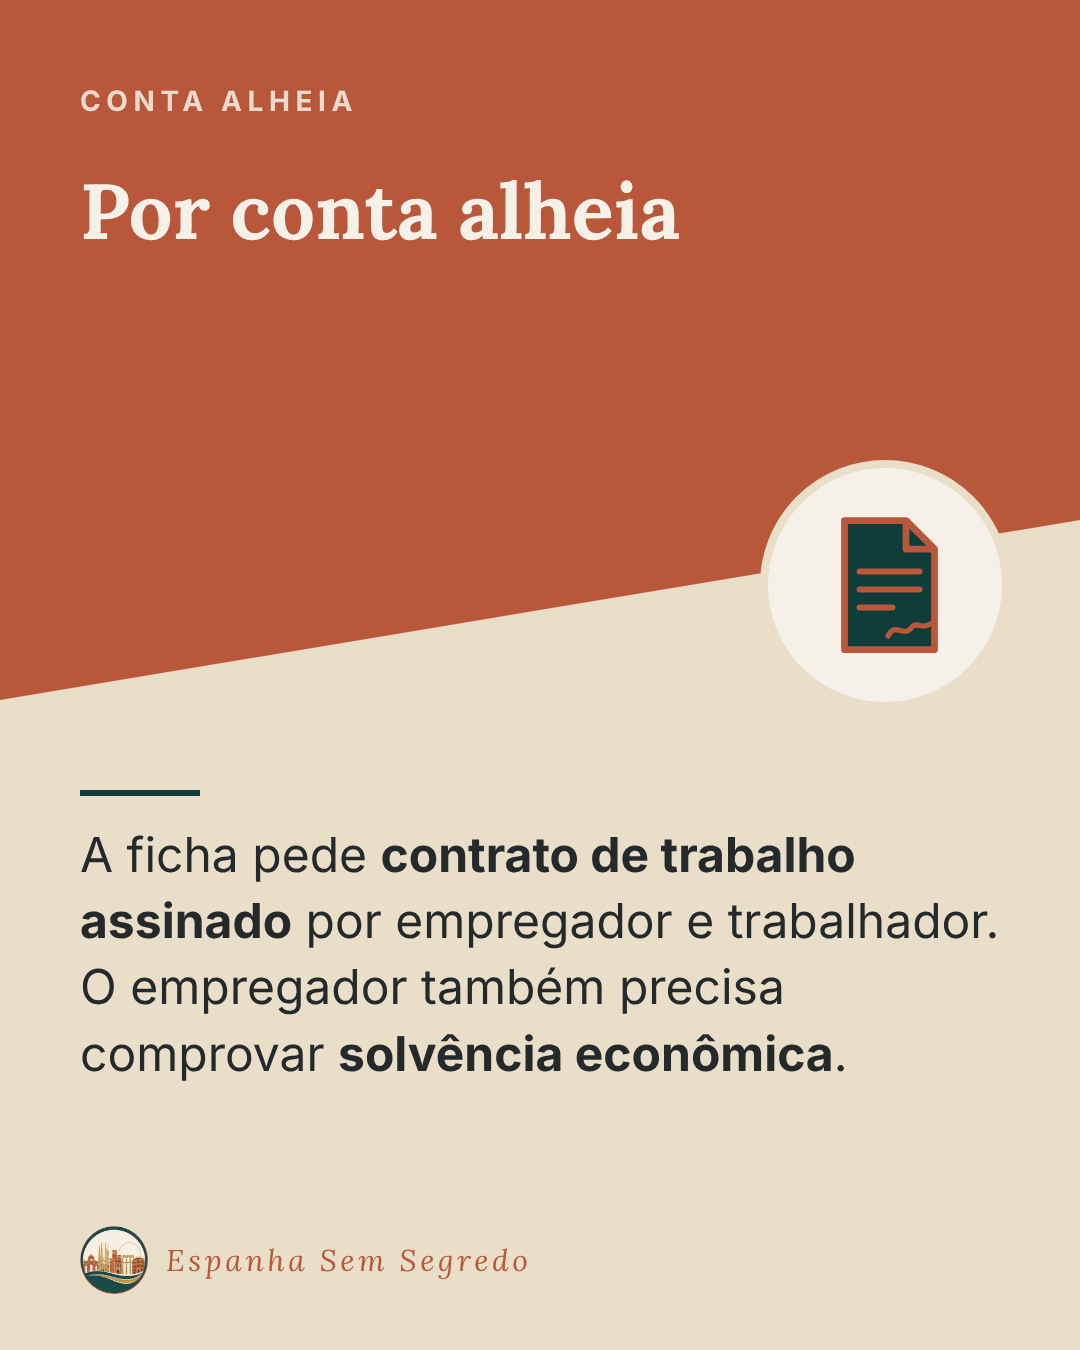 CONTA ALHEIA
Por conta alheia
A ficha pede contrato de trabalho
assinado por empregador e trabalhador.
O empregador também precisa
comprovar solvência econômica.
Espanha Sem Segredo